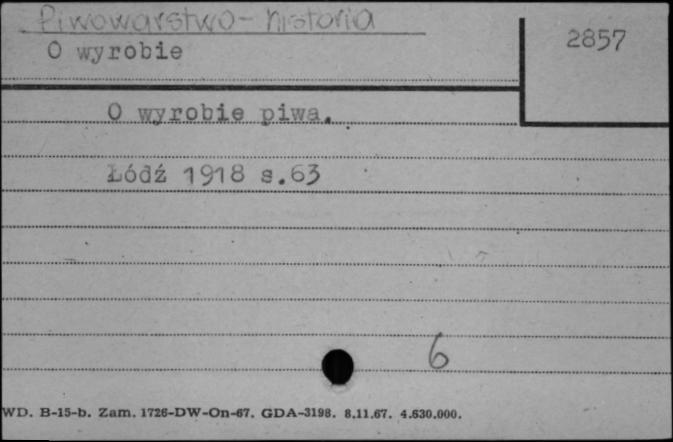 Piwowarstwo - historia
O wyrobie
2857
O wyrobie piwa.
Łódź 1918 s.63
6
WD. B-15-b. Zam. 1726-DW-On-67. GDA-3198. 8.11.67. 4.630.000.